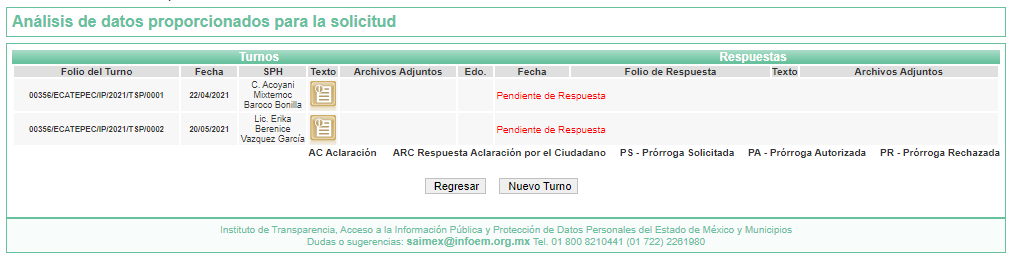 Análisis de datos proporcionados para la solicitud
Turnos Respuestas
Folio del Turno Fecha SPH Texto Archivos Adjuntos Edo. Fecha Folio de Respuesta Texto Archivos Adjuntos
00356/ECATEPEC/IP/2021/TSP/0001 22/04/2021 C. Acoyani Mixtemoc Baroco Bonilla Pendiente de Respuesta
00356/ECATEPEC/IP/2021/TSP/0002 20/05/2021 Lic. Erika Berenice Vazquez García Pendiente de Respuesta
AC Aclaración ARC Respuesta Aclaración por el Ciudadano PS - Prórroga Solicitada PA - Prórroga Autorizada PR - Prórroga Rechazada
Regresar Nuevo Turno
Instituto de Transparencia, Acceso a la Información Pública y Protección de Datos Personales del Estado de México y Municipios
Dudas o sugerencias: saimex@infoem.org.mx Tel. 01 800 8210441 (01 722) 2261980